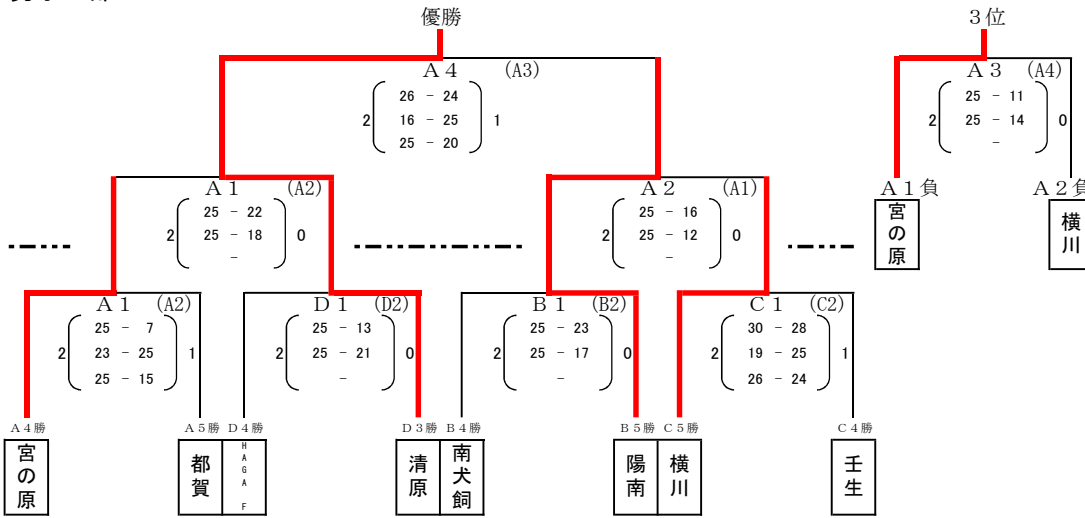 優勝
３位
Ａ４ (A3)
26 － 24
2 16 － 25 1
25 － 20
Ａ３ (A4)
25 － 11
2 25 － 14 0
－
Ａ１負 Ａ２負
宮の原
横川
Ａ１ (A2)
25 － 22
2 25 － 18 0
－
Ａ２ (A1)
25 － 16
2 25 － 12 0
－
Ａ１ (A2)
25 － 7
2 23 － 25 1
25 － 15
Ｄ１ (D2)
25 － 13
2 25 － 21 0
－
Ｂ１ (B2)
25 － 23
2 25 － 17 0
－
Ｃ１ (C2)
30 － 28
2 19 － 25 1
26 － 24
Ａ４勝 Ａ５勝 Ｄ４勝 Ｄ３勝 Ｂ４勝 Ｂ５勝 Ｃ５勝 Ｃ４勝
宮の原
都賀
ＨＡＧＡ Ｆ
清原
南犬飼
陽南
横川
壬生